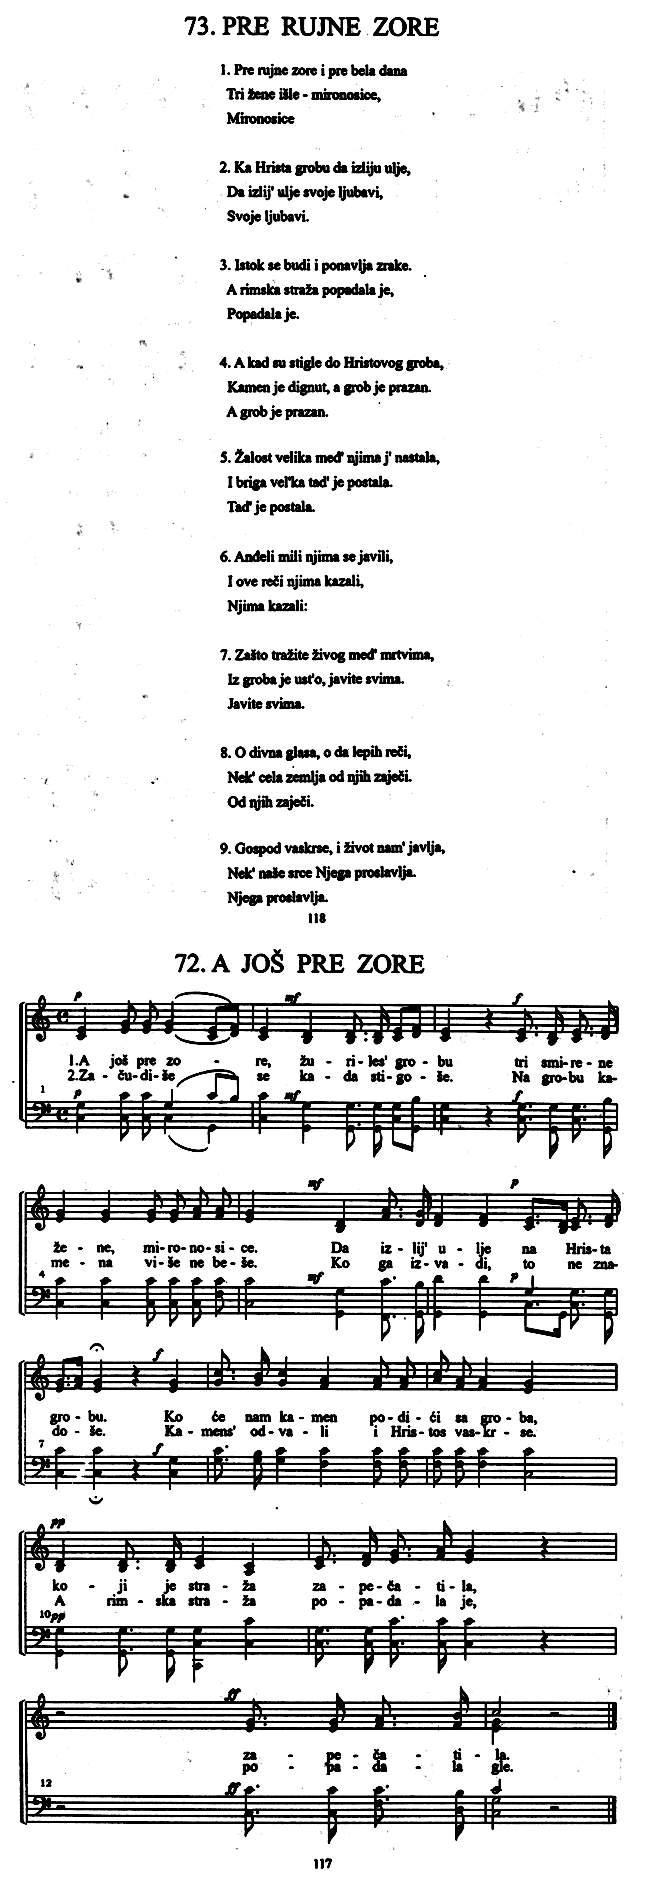 73. PRE RUJNE ZORE
1. Pre rujne zore i pre bela dana
Tri žene išle - mironosice,
Mironosice
2. Ka Hrista grobu da izliju ulje,
Da izlij' ulje svoje ljubavi,
Svoje ljubavi.
3. Istok se budi i ponavlja zrake.
A rimska straža popadala je,
Popadala je.
4. A kad su stigle do Hristovog groba,
Kamen je dignut, a grob je prazan.
A grob je prazan.
5. Žalost velika međ' njima j' nastala,
I briga vel'ka tad' je postala.
Tad' je postala.
6. Anđeli mili njima se javili,
I ove reči njima kazali,
Njima kazali:
7. Zašto tražite živog međ' mrtvima,
Iz groba je ust'o, javite svima.
Javite svima.
8. O divna glasa, o da lepih reči,
Nek' cela zemlja od njih zaječi.
Od njih zaječi.
9. Gospod vaskrse, i život nam' javlja,
Nek' naše srce Njega proslavlja.
Njega proslavlja.
118
72. A JOŠ PRE ZORE
p mf f
1.A još pre zo - re, žu - ri - les' gro - bu tri smi - re - ne
2.Za - ču - di - še se ka - da sti - go - še. Na gro - bu ka-
1 p mf f
mf p
že - ne, mi - ro - no - si - ce. Da iz - lij' u - lje na Hris - ta
me - na vi - še ne be - še. Ko ga iz - va - di, to ne zna-
4 mf p
f
gro - bu. Ko će nam ka - men po - di - ći sa gro - ba,
do - še. Ka - mens' od - va - li i Hris - tos vas - kr - se.
7 f
pp
ko - ji je stra - ža za - pe - ča - ti - la,
A rim - ska stra - ža po - pa - da - la je,
10 pp
ff
za - pe - ča - ti - la.
po - pa - da - la gle.
12 ff
117